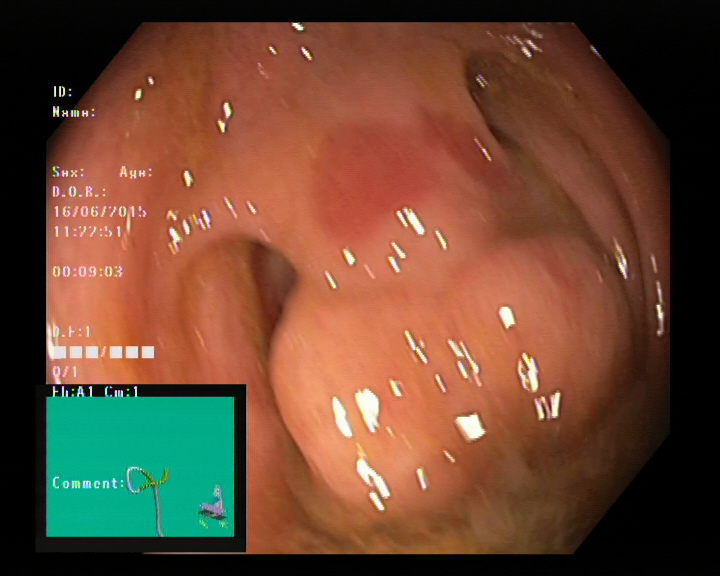 ID:
Name:
Sex: Age:
D.O.B.:
16/06/2015
11:22:51
00:09:03
D.F:1
0/1
Eh:A1 Cm:1
Comment: